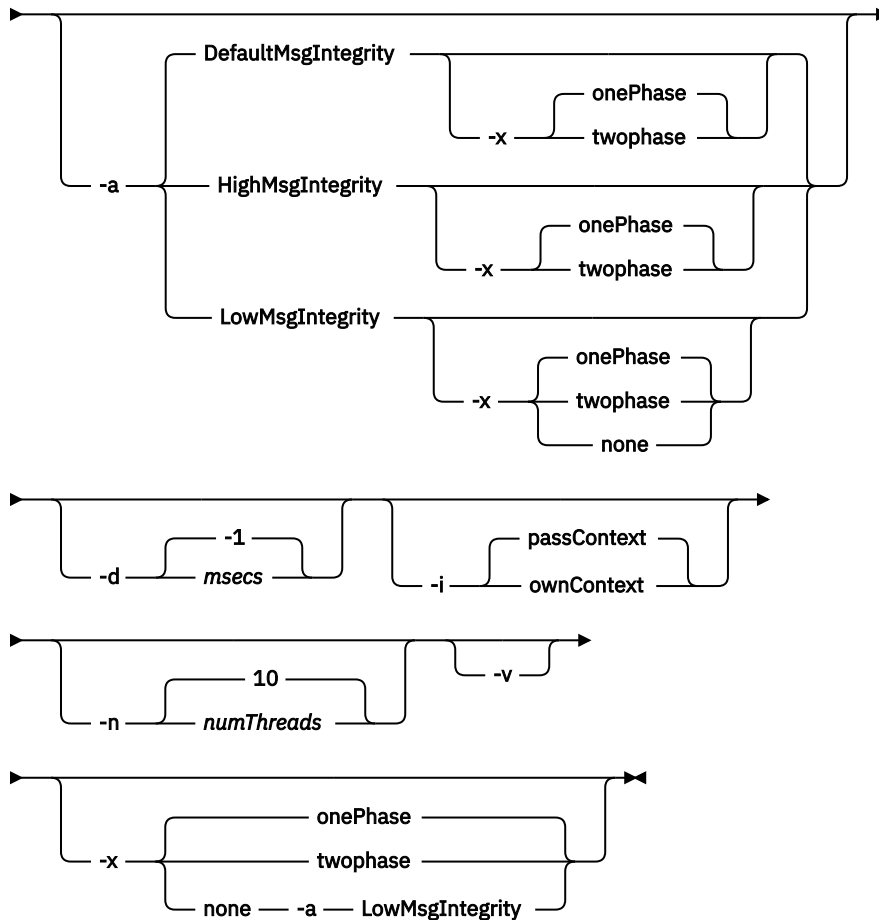 DefaultMsgIntegrity
onePhase
-x twophase
-a HighMsgIntegrity
onePhase
-x twophase
LowMsgIntegrity
onePhase
-x twophase
none
-1 passContext
-d msecs -i ownContext
10 -v
-n numThreads
onePhase
-x twophase
none -a LowMsgIntegrity